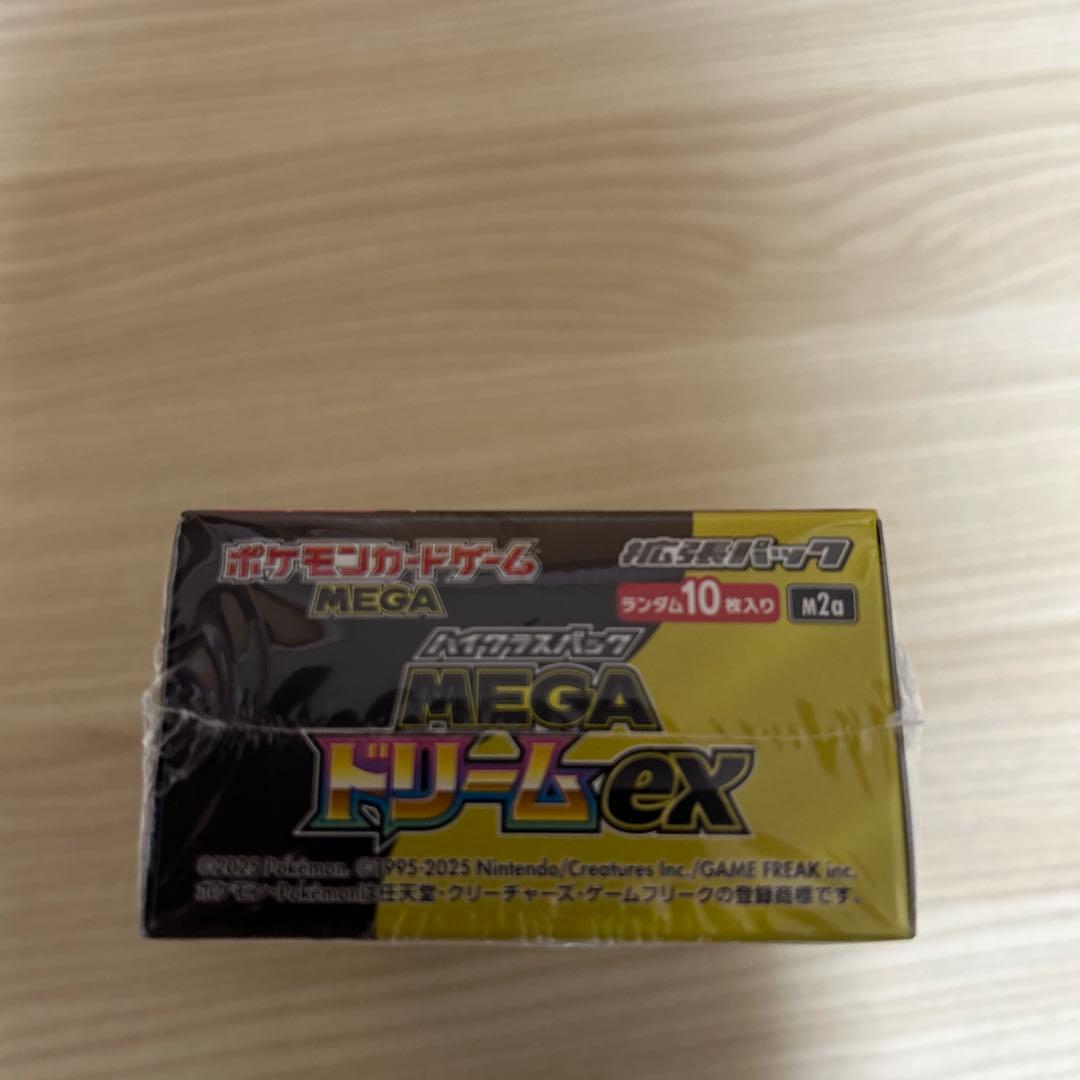 ポケモンカードゲーム
MEGA
拡張パック
ランダム10枚入り M2a
ハイクラスパック
MEGA
ドリームex
©2025 Pokémon. ©1995-2025 Nintendo/Creatures Inc./GAME FREAK inc.
ポケモン・Pokémonは任天堂・クリーチャーズ・ゲームフリークの登録商標です。